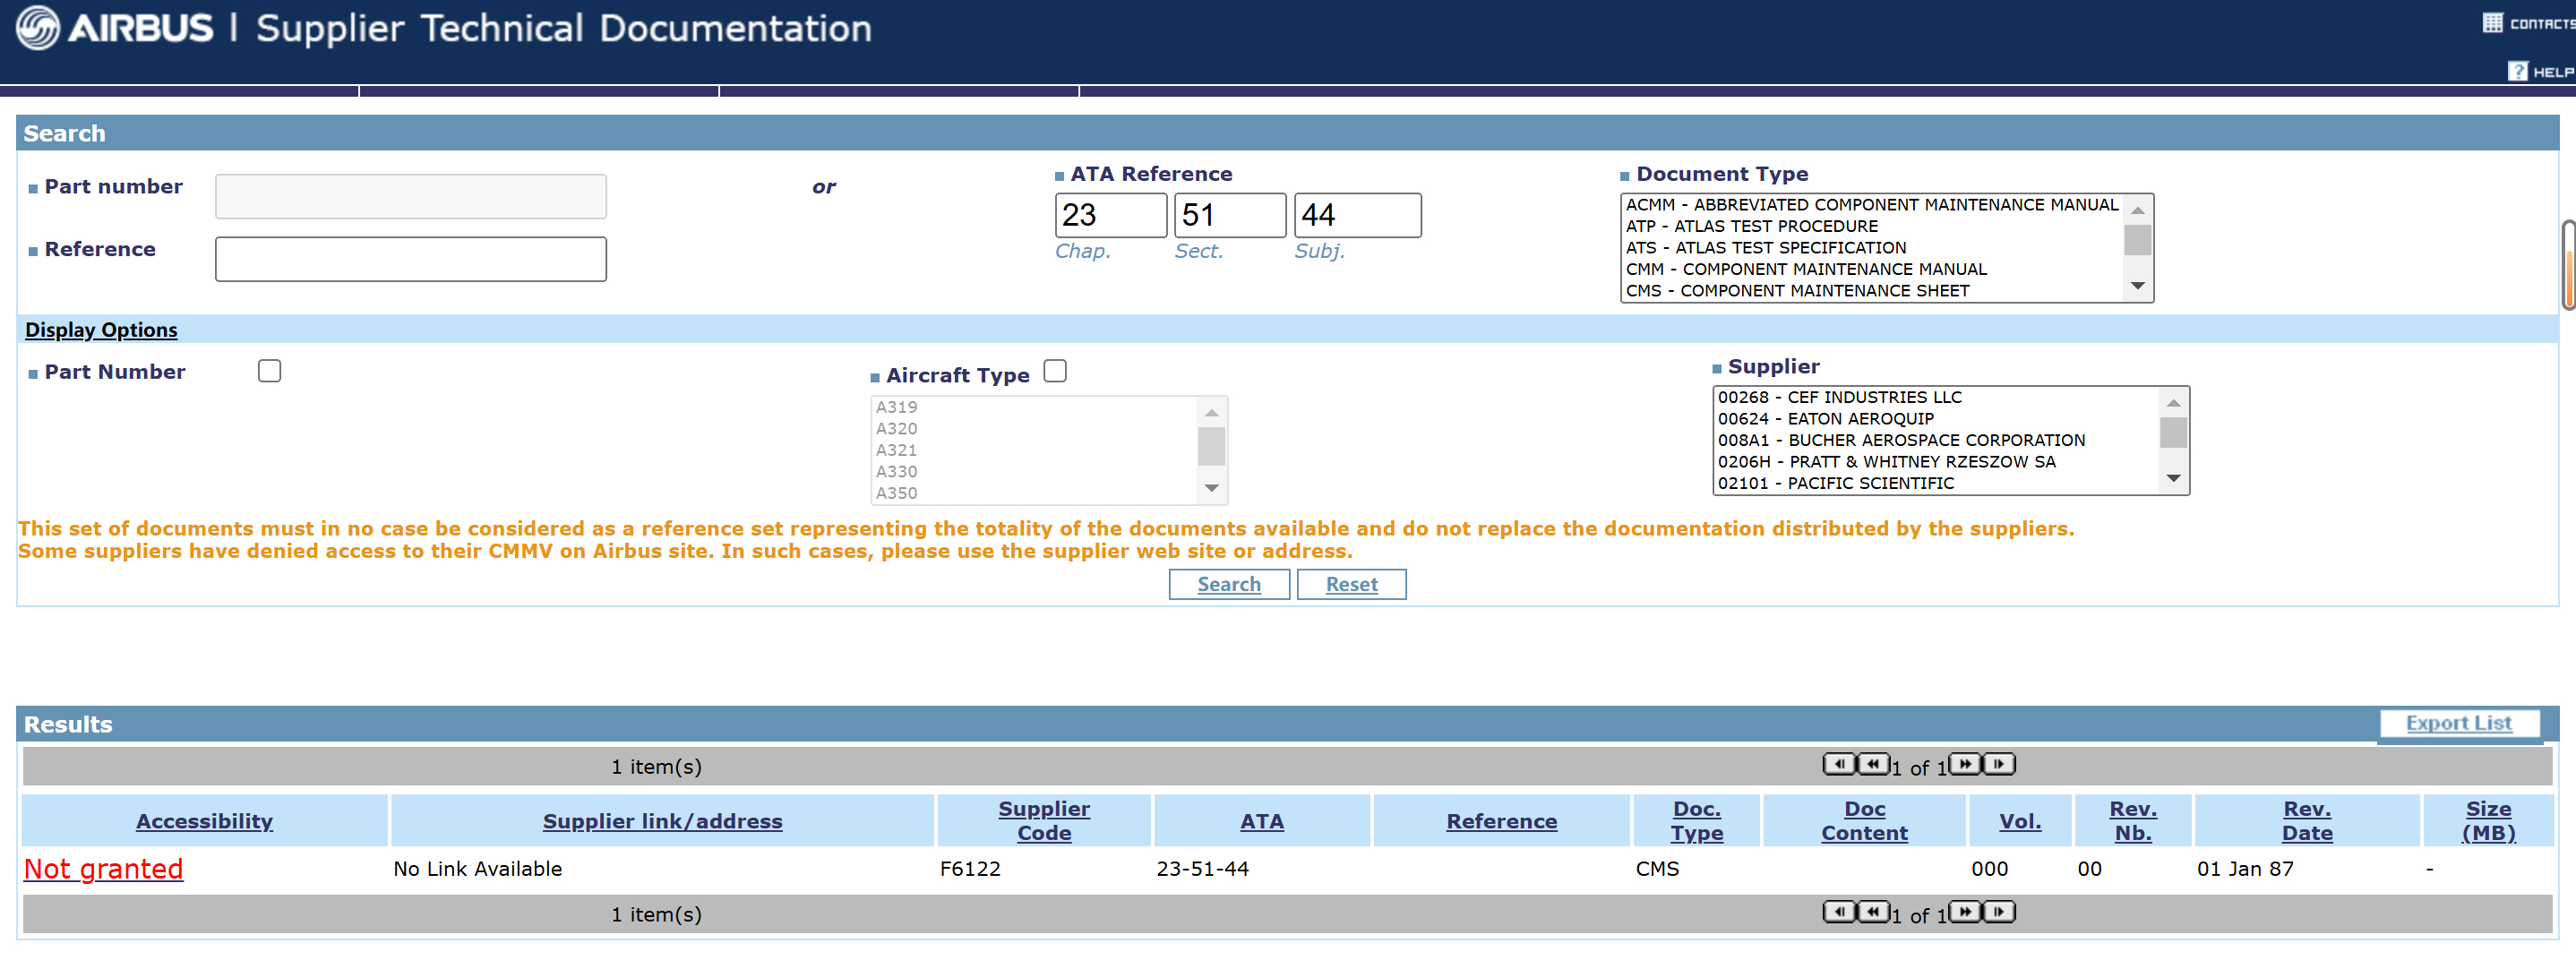 AIRBUS | Supplier Technical Documentation
CONTACTS
? HELP
Search
Part number
or
ATA Reference
Document Type
23 51 44
Chap. Sect. Subj.
ACMM - ABBREVIATED COMPONENT MAINTENANCE MANUAL
ATP - ATLAS TEST PROCEDURE
ATS - ATLAS TEST SPECIFICATION
CMM - COMPONENT MAINTENANCE MANUAL
CMS - COMPONENT MAINTENANCE SHEET
Reference
Display Options
Part Number
Aircraft Type
A319
A320
A321
A330
A350
Supplier
00268 - CEF INDUSTRIES LLC
00624 - EATON AEROQUIP
008A1 - BUCHER AEROSPACE CORPORATION
0206H - PRATT & WHITNEY RZESZOW SA
02101 - PACIFIC SCIENTIFIC
This set of documents must in no case be considered as a reference set representing the totality of the documents available and do not replace the documentation distributed by the suppliers.
Some suppliers have denied access to their CMMV on Airbus site. In such cases, please use the supplier web site or address.
Search Reset
Results
Export List
1 item(s) 1 of 1
Accessibility Supplier link/address Supplier Code ATA Reference Doc. Type Doc Content Vol. Rev. Nb. Rev. Date Size (MB)
Not granted No Link Available F6122 23-51-44 CMS 000 00 01 Jan 87 -
1 item(s) 1 of 1